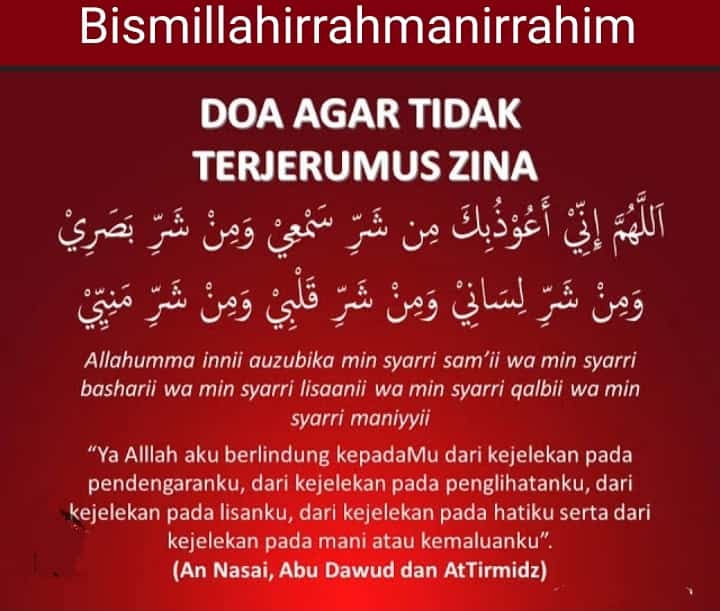 Bismillahirrahmanirrahim
DOA AGAR TIDAK
TERJERUMUS ZINA
اَللَّهُمَّ إِنِّيْ أَعُوْذُبِكَ مِن شَرِّ سَمْعِيْ وَمِنْ شَرِّ بَصَرِيْ
وَمِنْ شَرِّ لِسَانِيْ وَمِنْ شَرِّ قَلْبِيْ وَمِنْ شَرِّ مَنِيِّيْ
Allahumma innii auzubika min syarri sam'ii wa min syarri
basharii wa min syarri lisaanii wa min syarri qalbii wa min
syarri maniyyii
“Ya Alllah aku berlindung kepadaMu dari kejelekan pada
pendengaranku, dari kejelekan pada penglihatanku, dari
kejelekan pada lisanku, dari kejelekan pada hatiku serta dari
kejelekan pada mani atau kemaluanku”.
(An Nasai, Abu Dawud dan AtTirmidz)